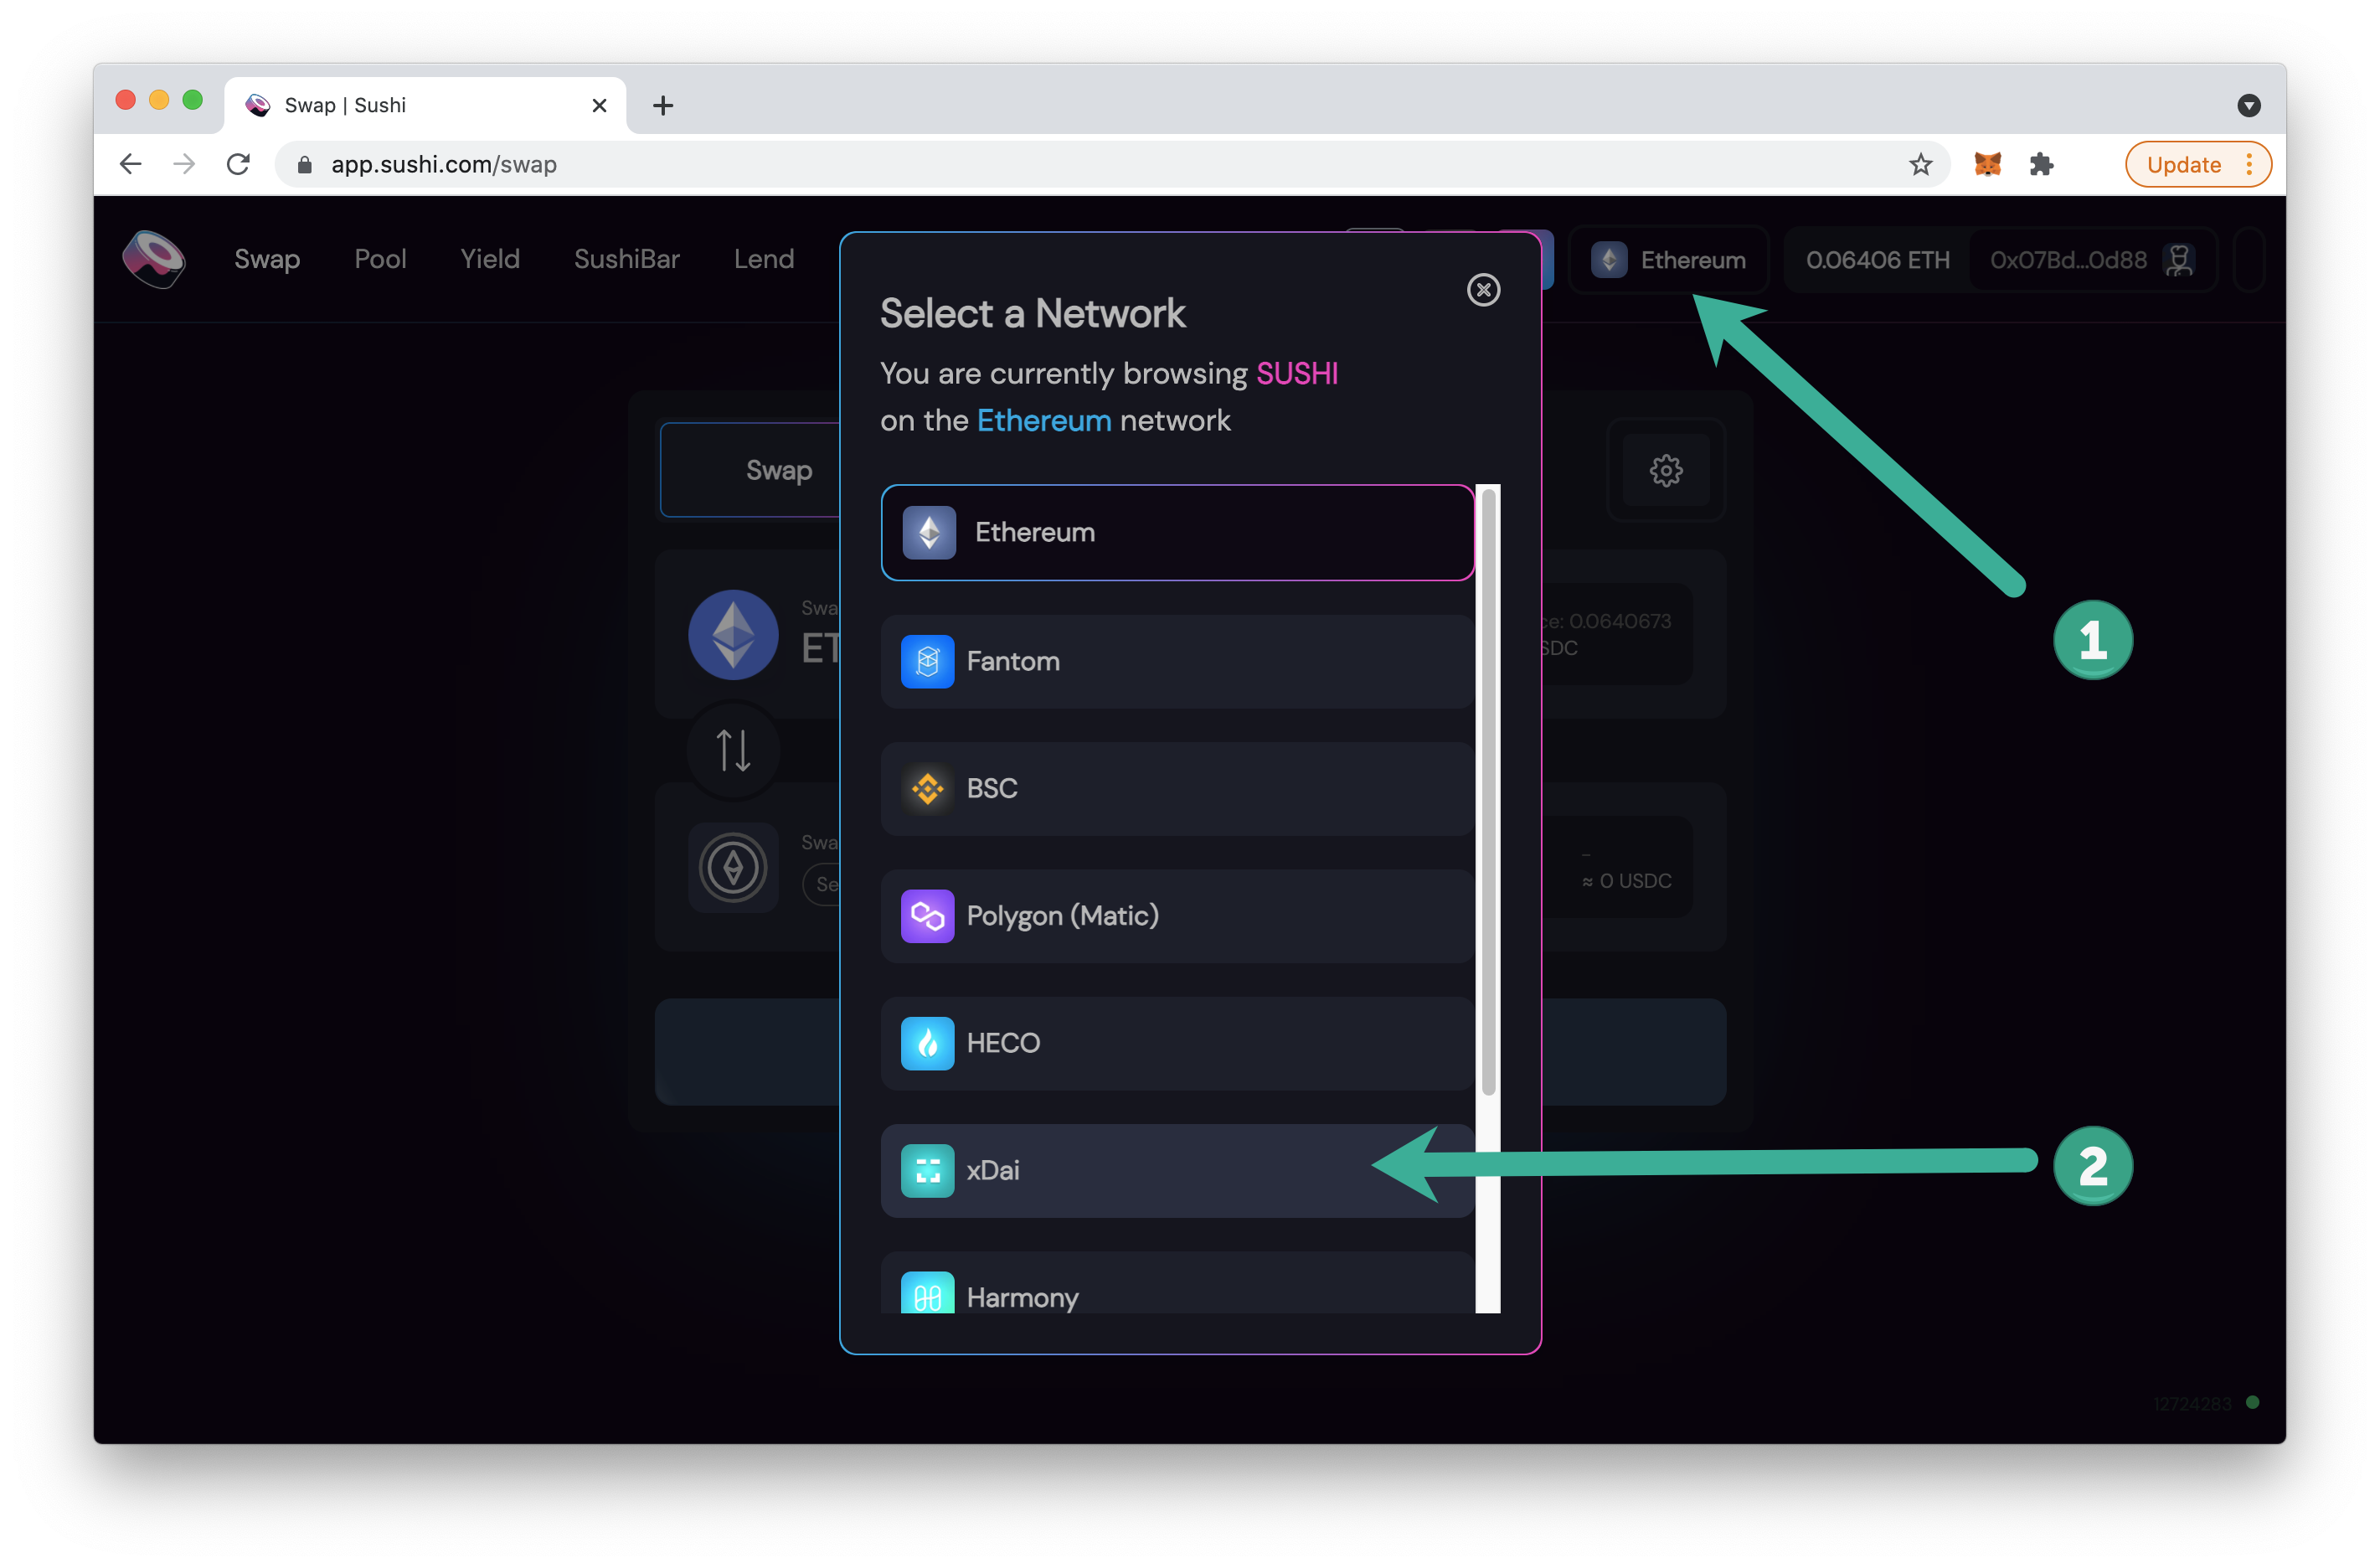 Swap | Sushi
app.sushi.com/swap
Update
Swap
Pool
Yield
SushiBar
Lend
Ethereum
0.06406 ETH
0x07Bd...0d88
Select a Network
You are currently browsing SUSHI
on the Ethereum network
Swap
Ethereum
Swa
ET
ce: 0.0640673
SDC
1
Fantom
BSC
Swa
Se
–
≈ 0 USDC
Polygon (Matic)
HECO
xDai
2
Harmony
12724283